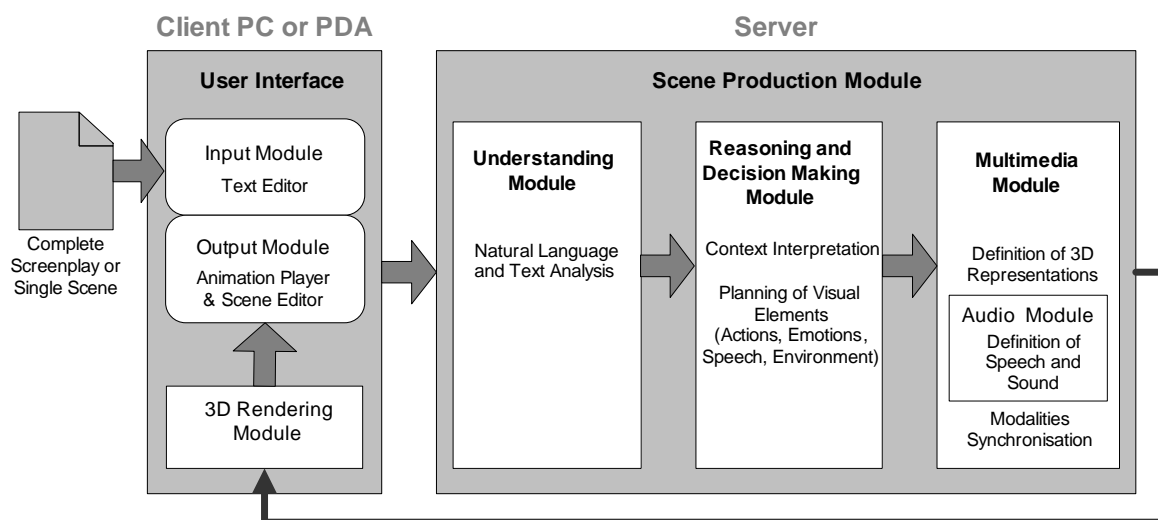 Client PC or PDA
Server
User Interface
Scene Production Module
Complete
Screenplay or
Single Scene
Input Module
Text Editor
Output Module
Animation Player
& Scene Editor
3D Rendering
Module
Understanding
Module
Natural Language
and Text Analysis
Reasoning and
Decision Making
Module
Context Interpretation
Planning of Visual
Elements
(Actions, Emotions,
Speech, Environment)
Multimedia
Module
Definition of 3D
Representations
Audio Module
Definition of
Speech and
Sound
Modalities
Synchronisation